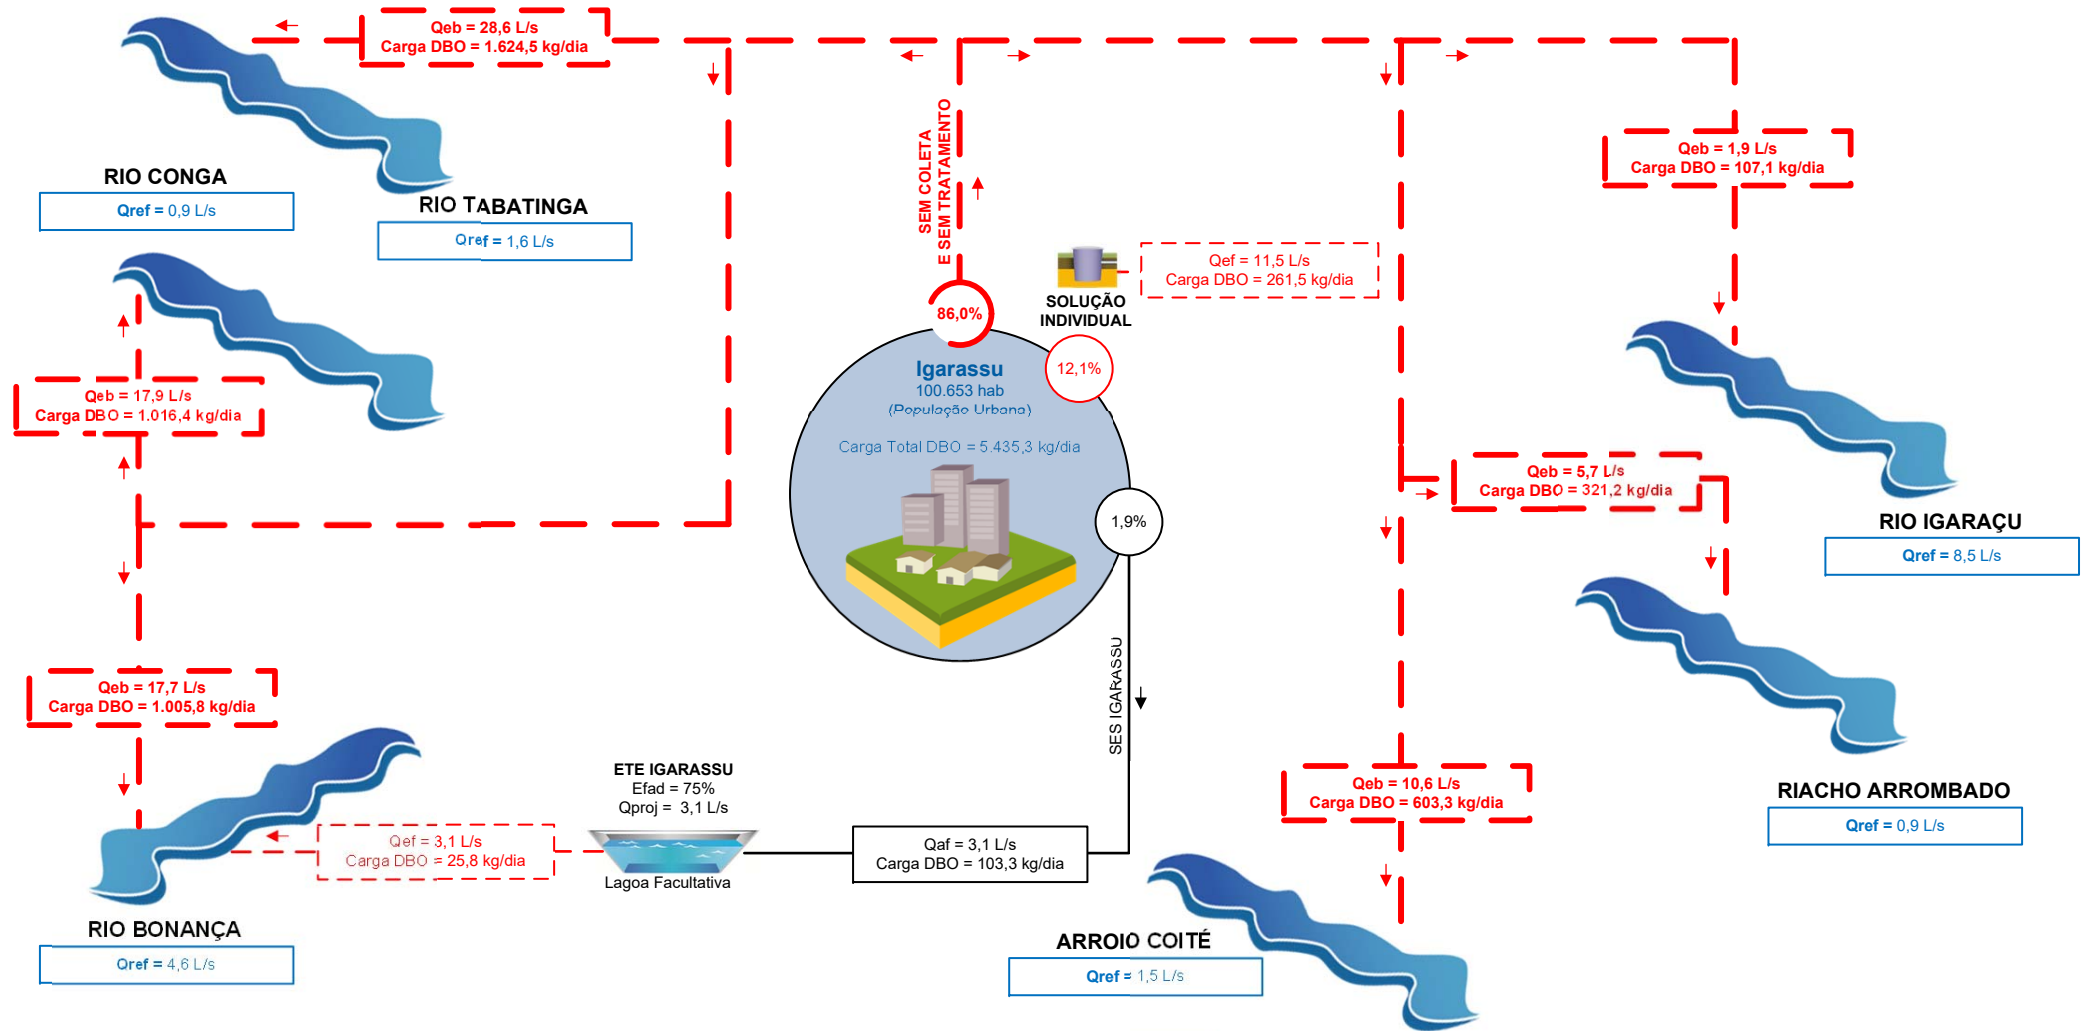 Qeb = 28,6 L/s
Carga DBO = 1.624,5 kg/dia
RIO CONGA
Qref = 0,9 L/s
RIO TABATINGA
Qref = 1,6 L/s
SEM COLETA
E SEM TRATAMENTO
Qeb = 1,9 L/s
Carga DBO = 107,1 kg/dia
Qef = 11,5 L/s
Carga DBO = 261,5 kg/dia
SOLUÇÃO
INDIVIDUAL
86,0%
12,1%
Igarassu
100.653 hab
(População Urbana)
Carga Total DBO = 5.435,3 kg/dia
1,9%
Qeb = 17,9 L/s
Carga DBO = 1.016,4 kg/dia
Qeb = 5,7 L/s
Carga DBO = 321,2 kg/dia
RIO IGARAÇU
Qref = 8,5 L/s
Qeb = 17,7 L/s
Carga DBO = 1.005,8 kg/dia
SES IGARASSU
ETE IGARASSU
Efad = 75%
Qproj = 3,1 L/s
Lagoa Facultativa
Qef = 3,1 L/s
Carga DBO = 25,8 kg/dia
Qaf = 3,1 L/s
Carga DBO = 103,3 kg/dia
Qeb = 10,6 L/s
Carga DBO = 603,3 kg/dia
RIACHO ARROMBADO
Qref = 0,9 L/s
RIO BONANÇA
Qref = 4,6 L/s
ARROIO COITÉ
Qref = 1,5 L/s